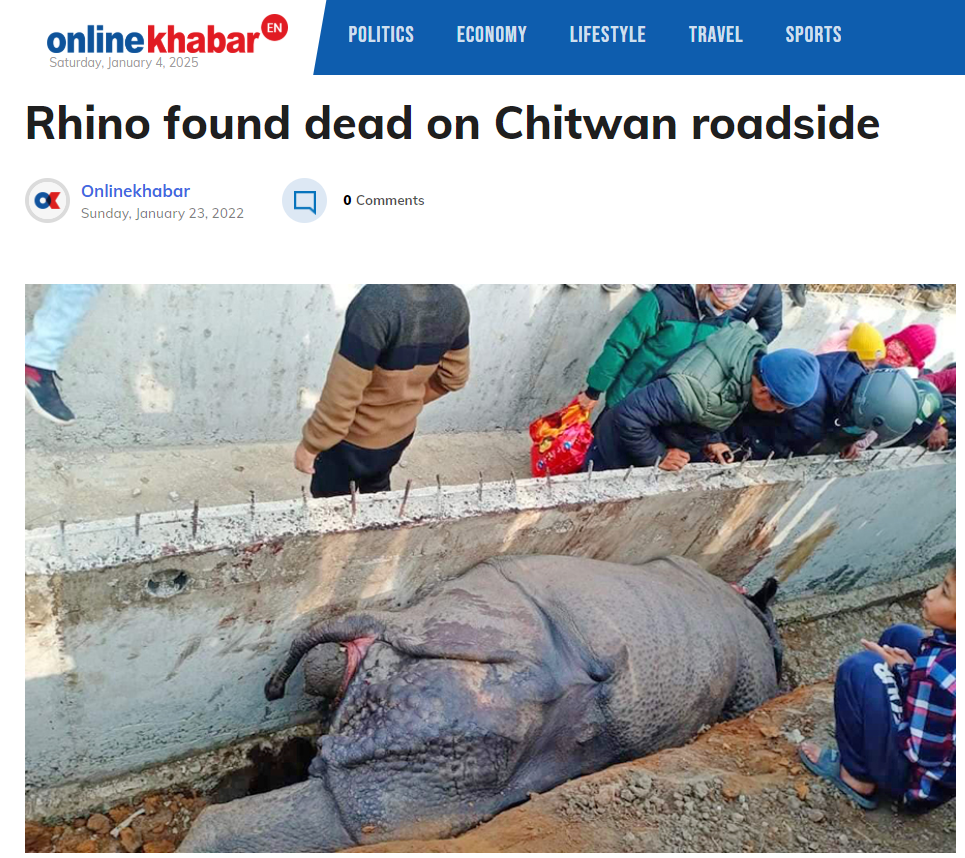 onlinekhabar EN
Saturday, January 4, 2025
POLITICS ECONOMY LIFESTYLE TRAVEL SPORTS
Rhino found dead on Chitwan roadside
OK
Onlinekhabar
Sunday, January 23, 2022
0 Comments